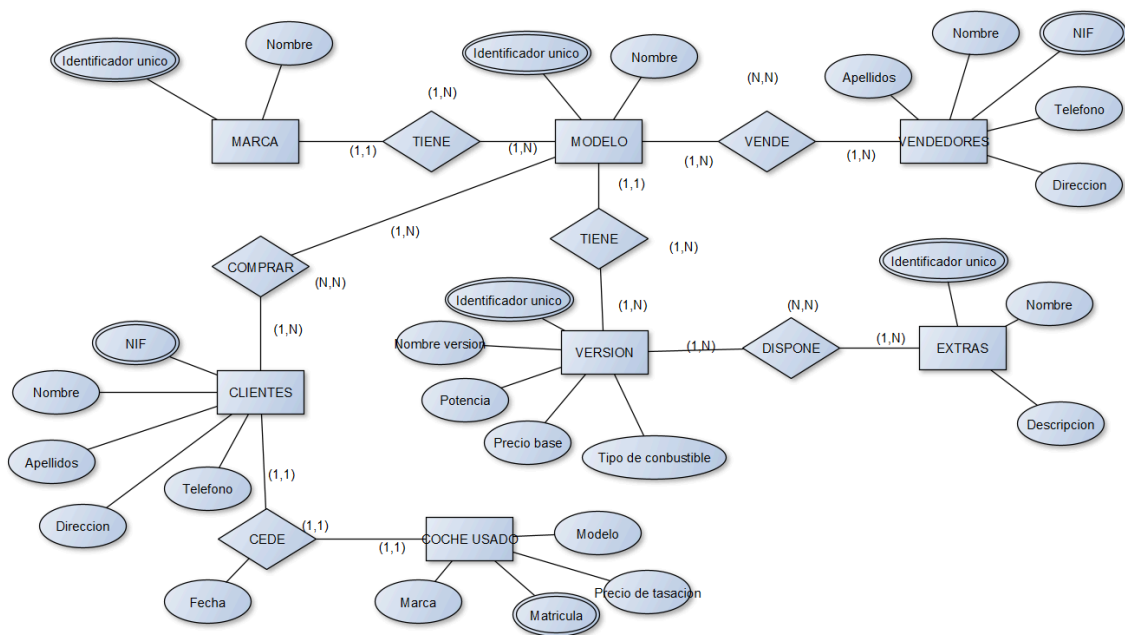 Nombre
Identificador unico
MARCA
(1,1)
(1,N)
TIENE
(1,N)
Identificador unico
Nombre
MODELO
(1,N)
(N,N)
VENDE
(1,N)
Nombre
NIF
Apellidos
Telefono
VENDEDORES
Direccion
(1,1)
TIENE
(1,N)
(1,N)
(1,N)
COMPRAR
(N,N)
(1,N)
Identificador unico
Nombre version
VERSION
Potencia
Precio base
Tipo de conbustible
(1,N)
(N,N)
DISPONE
(1,N)
Identificador unico
Nombre
EXTRAS
Descripcion
NIF
Nombre
CLIENTES
Apellidos
Telefono
Direccion
(1,1)
CEDE
(1,1)
Fecha
(1,1)
COCHE USADO
Modelo
Precio de tasación
Marca
Matricula